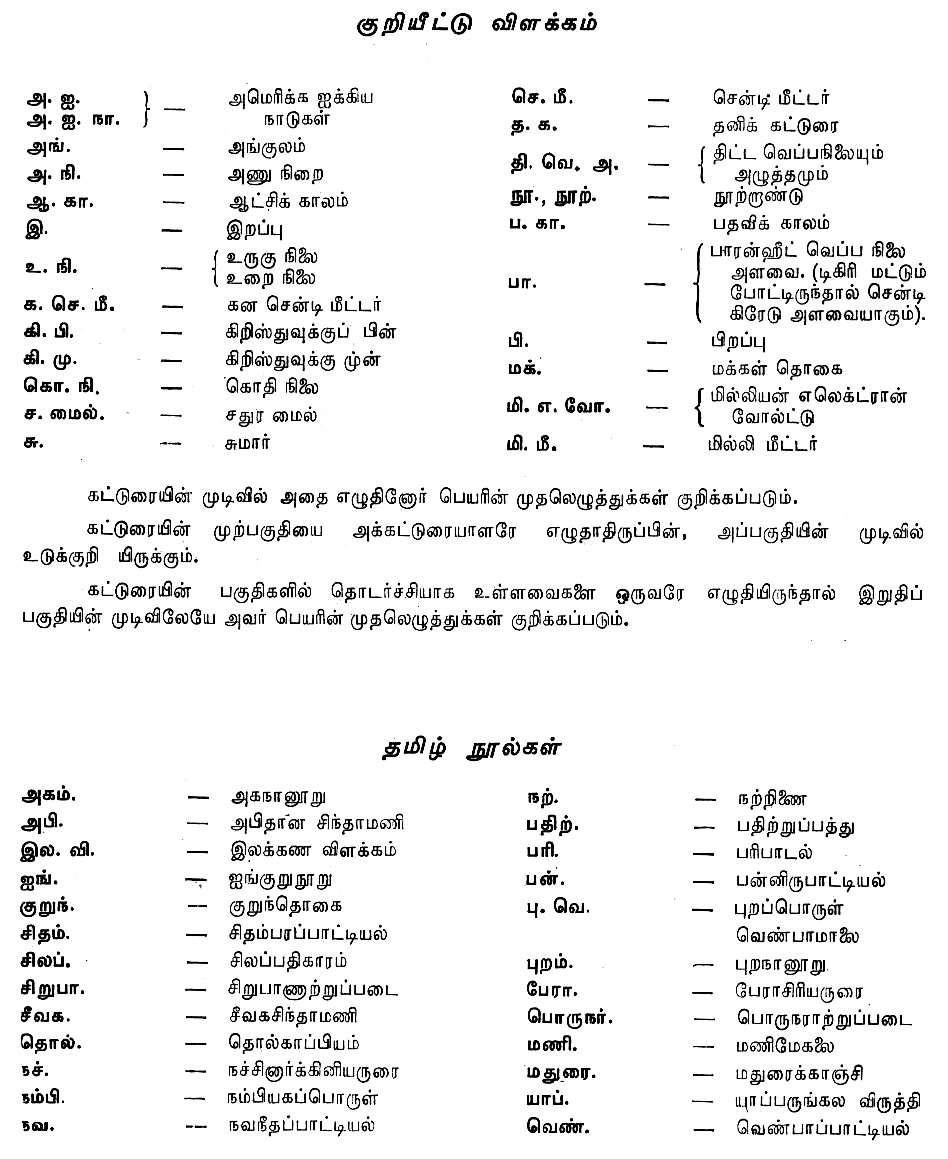 குறியீட்டு விளக்கம்
அ. ஐ.
அ. ஐ. நா. } — அமெரிக்க ஐக்கிய
நாடுகள்
அங். — அங்குலம்
அ. நி. — அணு நிறை
ஆ. கா. — ஆட்சிக் காலம்
இ. — இறப்பு
உ. நி. — { உருகு நிலை
உறை நிலை
க. செ. மீ. — கன சென்டி மீட்டர்
கி. பி. — கிறிஸ்துவுக்குப் பின்
கி. மு. — கிறிஸ்துவுக்கு முன்
கொ. நி. — கொதி நிலை
ச. மைல். — சதுர மைல்
சு. — சுமார்
செ. மீ. — சென்டி மீட்டர்
த. க. — தனிக் கட்டுரை
தி. வெ. அ. — { திட்ட வெப்பநிலையும்
அழுத்தமும்
நூ., நூற். — நூற்றாண்டு
ப. கா. — பதவிக் காலம்
பா. — { பாரன்ஹீட் வெப்ப நிலை
அளவை. (டிகிரி மட்டும்
போட்டிருந்தால் சென்டி
கிரேடு அளவையாகும்).
பி. — பிறப்பு
மக். — மக்கள் தொகை
மி. எ. வோ. — { மில்லியன் எலெக்ட்ரான்
வோல்ட்டு
மி. மீ. — மில்லி மீட்டர்
கட்டுரையின் முடிவில் அதை எழுதினோர் பெயரின் முதலெழுத்துக்கள் குறிக்கப்படும்.
கட்டுரையின் முற்பகுதியை அக்கட்டுரையாளரே எழுதாதிருப்பின், அப்பகுதியின் முடிவில்
உடுக்குறி யிருக்கும்.
கட்டுரையின் பகுதிகளில் தொடர்ச்சியாக உள்ளவைகளை ஒருவரே எழுதியிருந்தால் இறுதிப்
பகுதியின் முடிவிலேயே அவர் பெயரின் முதலெழுத்துக்கள் குறிக்கப்படும்.
தமிழ் நூல்கள்
அகம். — அகநானூறு
அபி. — அபிதான சிந்தாமணி
இல. வி. — இலக்கண விளக்கம்
ஐங். — ஐங்குறுநூறு
குறுந். — குறுந்தொகை
சிதம். — சிதம்பரப்பாட்டியல்
சிலப். — சிலப்பதிகாரம்
சிறுபா. — சிறுபாணாற்றுப்படை
சீவக. — சீவகசிந்தாமணி
தொல். — தொல்காப்பியம்
நச். — நச்சினார்க்கினியருரை
நம்பி. — நம்பியகப்பொருள்
நவ. — நவநீதப்பாட்டியல்
நற். — நற்றிணை
பதிற். — பதிற்றுப்பத்து
பரி. — பரிபாடல்
பன். — பன்னிருபாட்டியல்
பு. வெ. — புறப்பொருள்
வெண்பாமாலை
புறம். — புறநானூறு
பேரா. — பேராசிரியருரை
பொருநர். — பொருநராற்றுப்படை
மணி. — மணிமேகலை
மதுரை. — மதுரைக்காஞ்சி
யாப். — யாப்பருங்கல விருத்தி
வெண். — வெண்பாப்பாட்டியல்